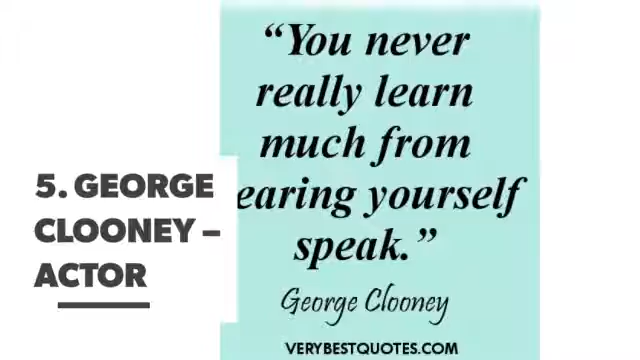 5. GEORGE
CLOONEY –
ACTOR
“You never
really learn
much from
earing yourself
speak.”
George Clooney
VERYBESTQUOTES.COM